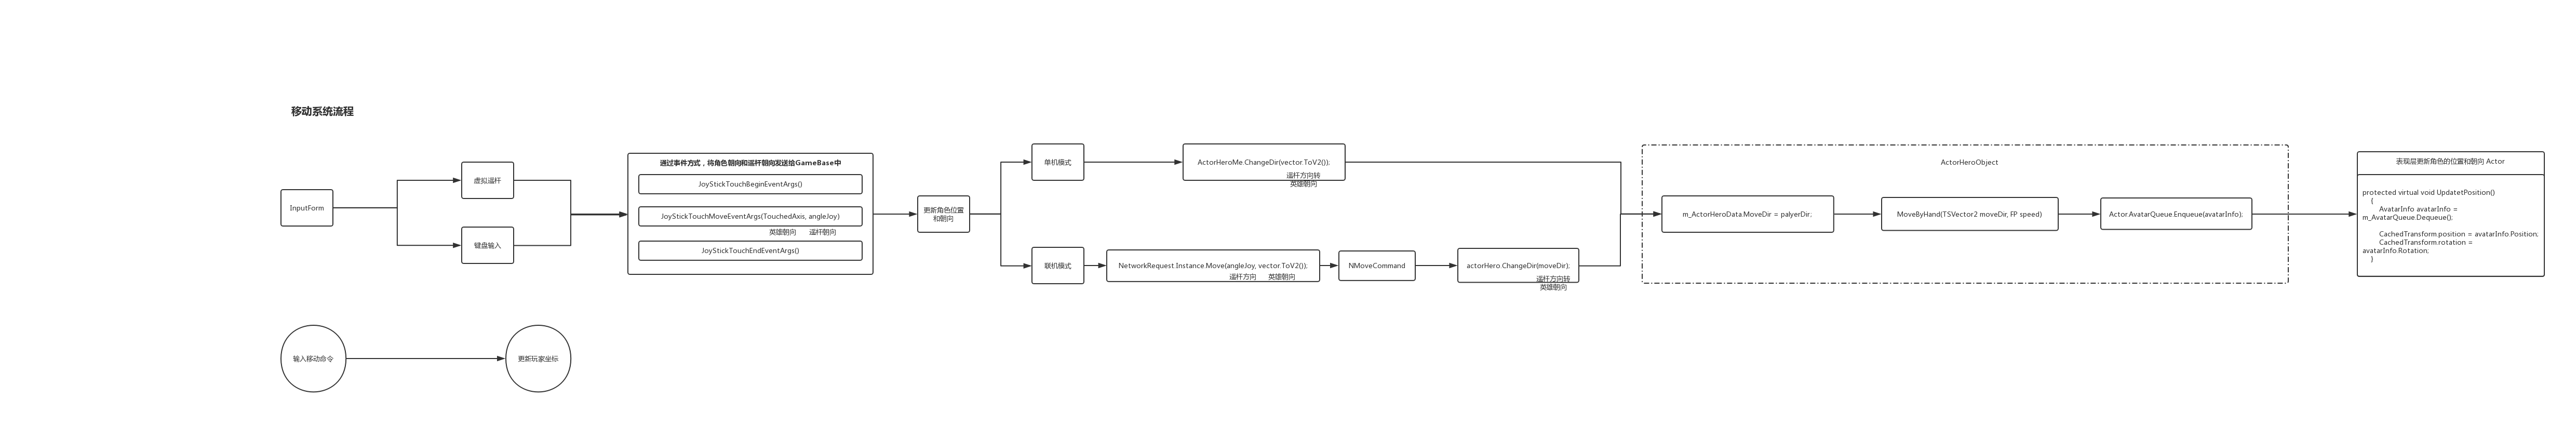 移动系统流程
InputForm
虚拟遥杆
键盘输入
通过事件方式，将角色朝向和遥杆朝向发送给GameBase中
JoyStickTouchBeginEventArgs()
JoyStickTouchMoveEventArgs(TouchedAxis, angleJoy)
英雄朝向 遥杆朝向
JoyStickTouchEndEventArgs()
更新角色位置
和朝向
单机模式
ActorHeroMe.ChangeDir(vector.ToV2());
遥杆方向转
英雄朝向
联机模式
NetworkRequest.Instance.Move(angleJoy, vector.ToV2());
遥杆方向 英雄朝向
NMoveCommand
actorHero.ChangeDir(moveDir);
遥杆方向转
英雄朝向
ActorHeroObject
m_ActorHeroData.MoveDir = palyerDir;
MoveByHand(TSVector2 moveDir, FP speed)
Actor.AvatarQueue.Enqueue(avatarInfo);
表现层更新角色的位置和朝向 Actor
protected virtual void UpdatetPosition()
{
AvatarInfo avatarInfo =
m_AvatarQueue.Dequeue();
CachedTransform.position = avatarInfo.Position;
CachedTransform.rotation =
avatarInfo.Rotation;
}
输入移动命令
更新玩家坐标